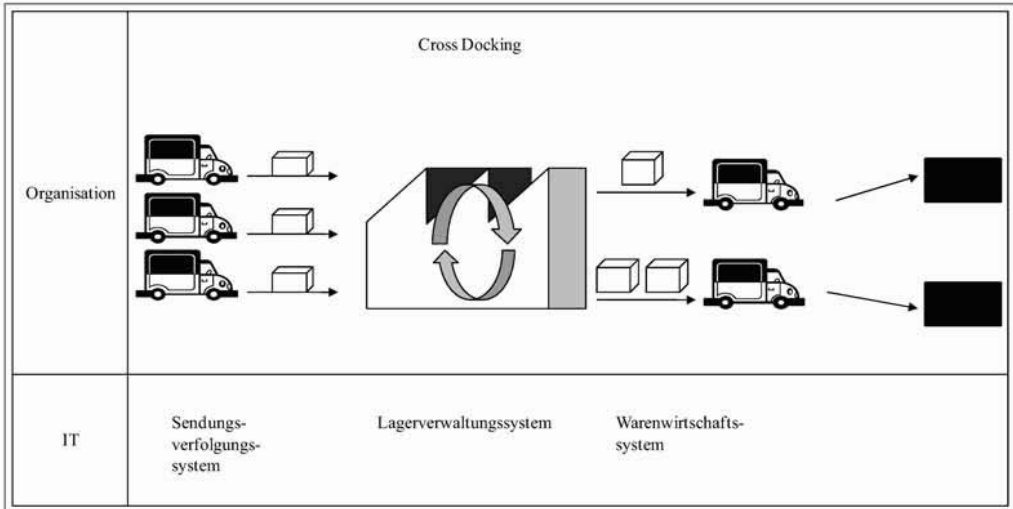 Cross Docking
Organisation
IT
Sendungs-
verfolgungs-
system
Lagerverwaltungssystem
Warenwirtschafts-
system